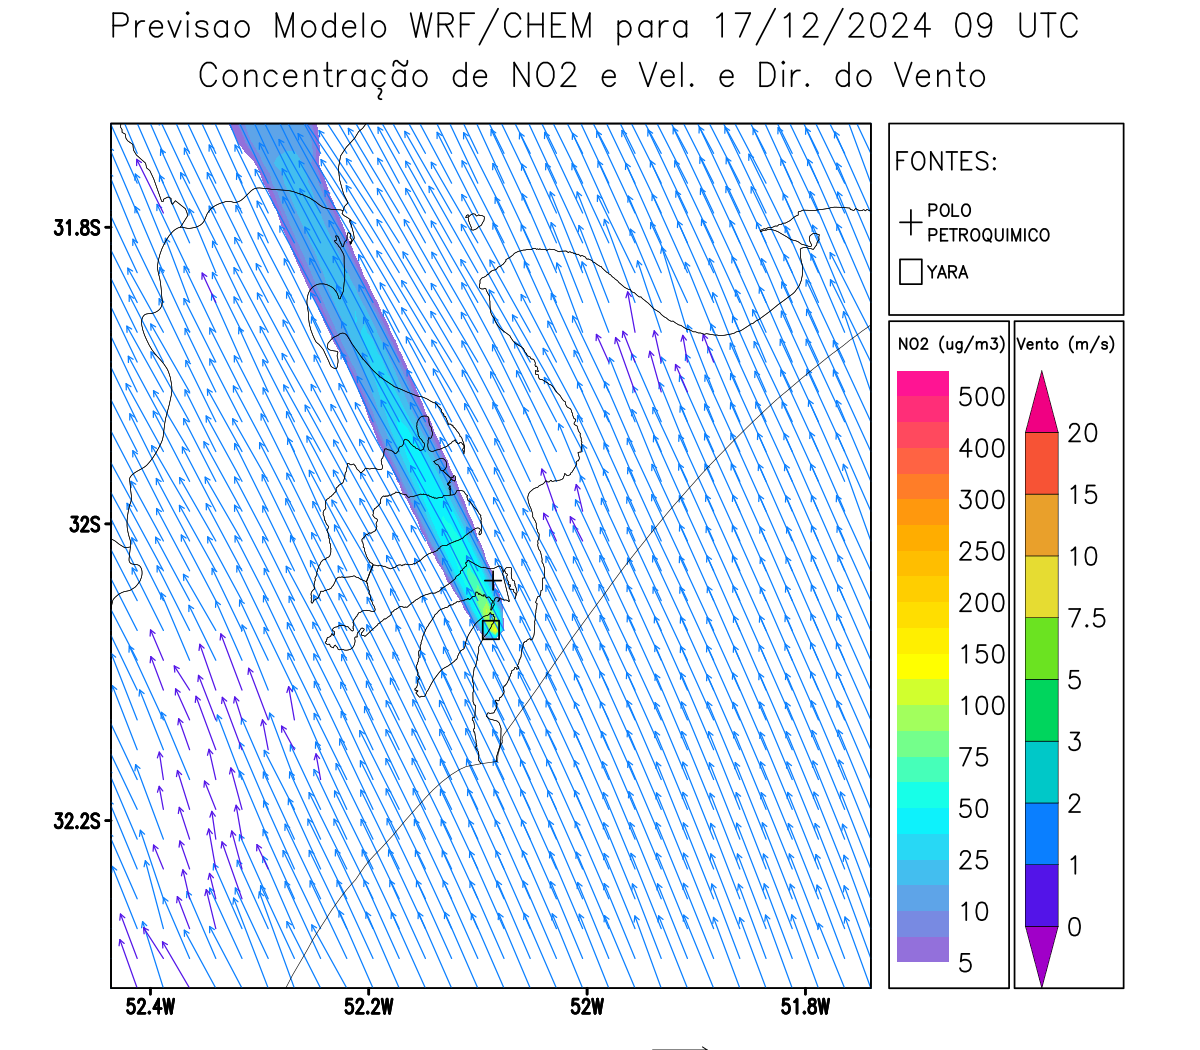 Previsao Modelo WRF/CHEM para 17/12/2024 09 UTC
Concentração de NO2 e Vel. e Dir. do Vento
FONTES:
POLO
PETROQUIMICO
YARA
31.8S
32S
32.2S
52.4W
52.2W
52W
51.8W
NO2 (ug/m3)
500
400
300
250
200
150
100
75
50
25
10
5
Vento (m/s)
20
15
10
7.5
5
3
2
1
0